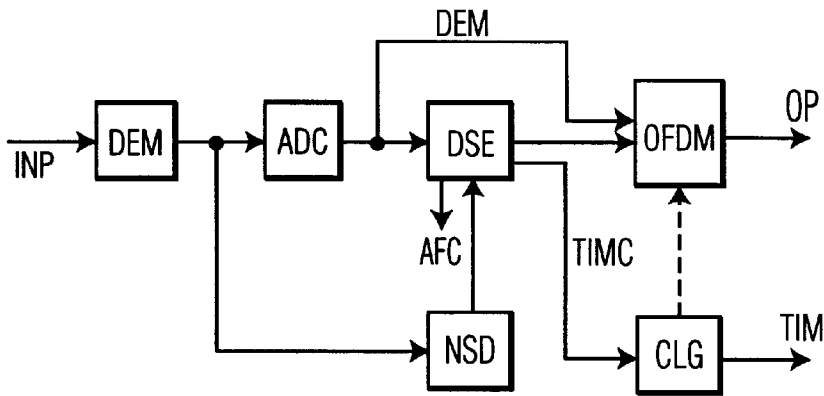 DEM
INP
DEM
ADC
DSE
OFDM
OP
AFC
TIMC
NSD
CLG
TIM